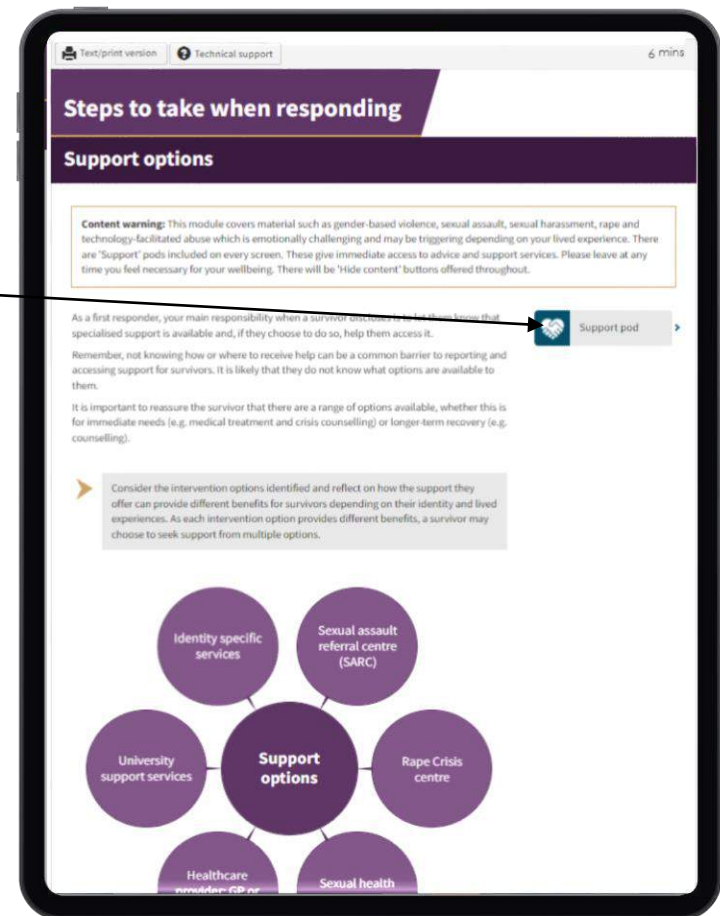 Text/print version
Technical support
6 mins
Steps to take when responding
Support options
Content warning: This module covers material such as gender-based violence, sexual assault, sexual harassment, rape and
technology-facilitated abuse which is emotionally challenging and may be triggering depending on your lived experience. There
are 'Support' pods included on every screen. These give immediate access to advice and support services. Please leave at any
time you feel necessary for your wellbeing. There will be 'Hide content' buttons offered throughout.
As a first responder, your main responsibility when a survivor discloses is to let them know that
specialised support is available and, if they choose to do so, help them access it.
Support pod
Remember, not knowing how or where to receive help can be a common barrier to reporting and
accessing support for survivors. It is likely that they do not know what options are available to
them.
It is important to reassure the survivor that there are a range of options available, whether this is
for immediate needs (e.g. medical treatment and crisis counselling) or longer-term recovery (e.g.
counselling).
Consider the intervention options identified and reflect on how the support they
offer can provide different benefits for survivors depending on their identity and lived
experiences. As each intervention option provides different benefits, a survivor may
choose to seek support from multiple options.
Identity specific
services
Sexual assault
referral centre
(SARC)
University
support services
Support
options
Rape Crisis
centre
Healthcare
provider: GP or
Sexual health